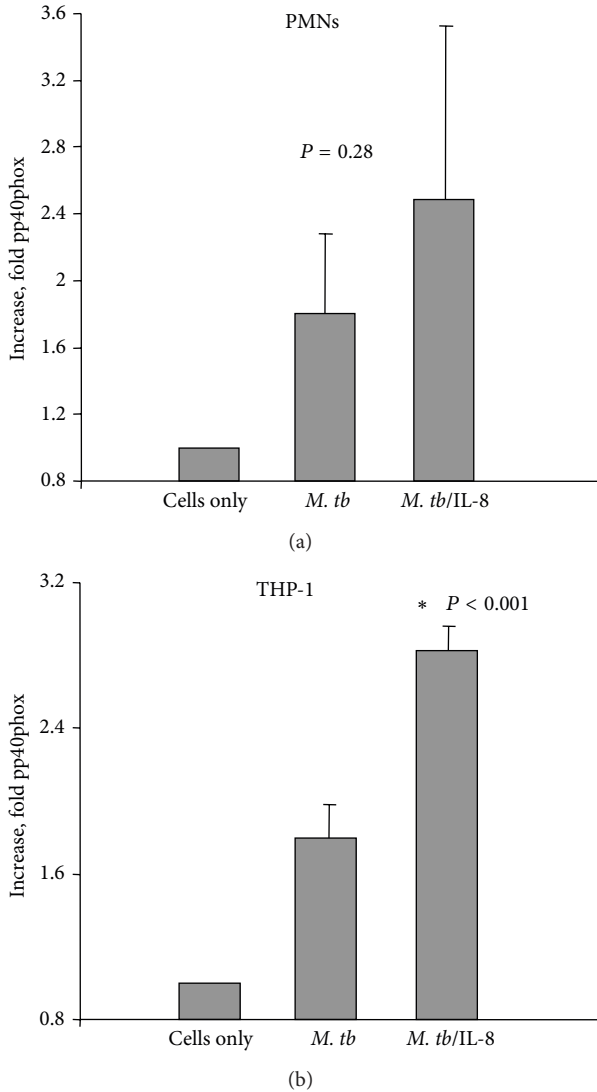 PMNs
3.6
3.2
2.8
2.4
2
1.6
1.2
0.8
Increase, fold pp40phox
P = 0.28
Cells only M. tb M. tb/IL-8
(a)
THP-1
3.2
2.4
1.6
0.8
Increase, fold pp40phox
* P < 0.001
Cells only M. tb M. tb/IL-8
(b)